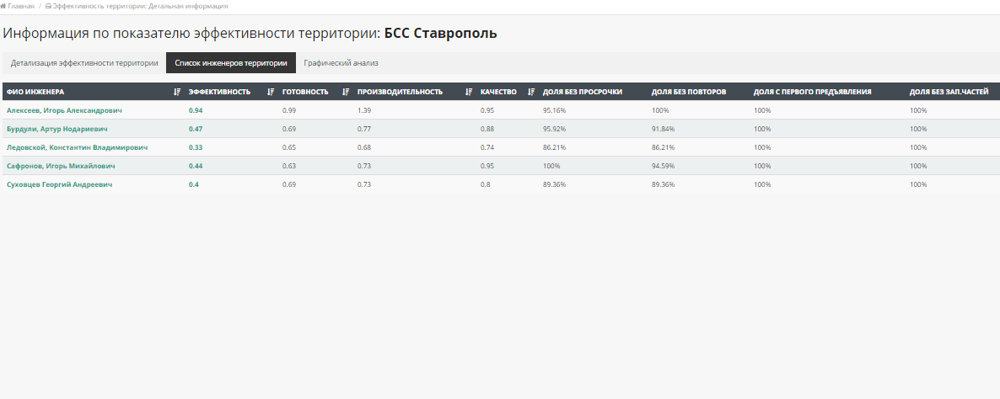 Главная / Эффективность территории: Детальная информация
Информация по показателю эффективности территории: БСС Ставрополь
Детализация эффективности территории Список инженеров территории Графический анализ
ФИО ИНЖЕНЕРА ЭФФЕКТИВНОСТЬ ГОТОВНОСТЬ ПРОИЗВОДИТЕЛЬНОСТЬ КАЧЕСТВО ДОЛЯ БЕЗ ПРОСРОЧКИ ДОЛЯ БЕЗ ПОВТОРОВ ДОЛЯ С ПЕРВОГО ПРЕДЪЯВЛЕНИЯ ДОЛЯ БЕЗ ЗАП.ЧАСТЕЙ
Алексеев, Игорь Александрович 0.94 0.99 1.39 0.95 95.16% 100% 100% 100%
Бурдули, Артур Нодариевич 0.47 0.69 0.77 0.88 95.92% 91.84% 100% 100%
Ледовской, Константин Владимирович 0.33 0.65 0.68 0.74 86.21% 86.21% 100% 100%
Сафронов, Игорь Михайлович 0.44 0.63 0.73 0.95 100% 94.59% 100% 100%
Суховцев Георгий Андреевич 0.4 0.69 0.73 0.8 89.36% 89.36% 100% 100%